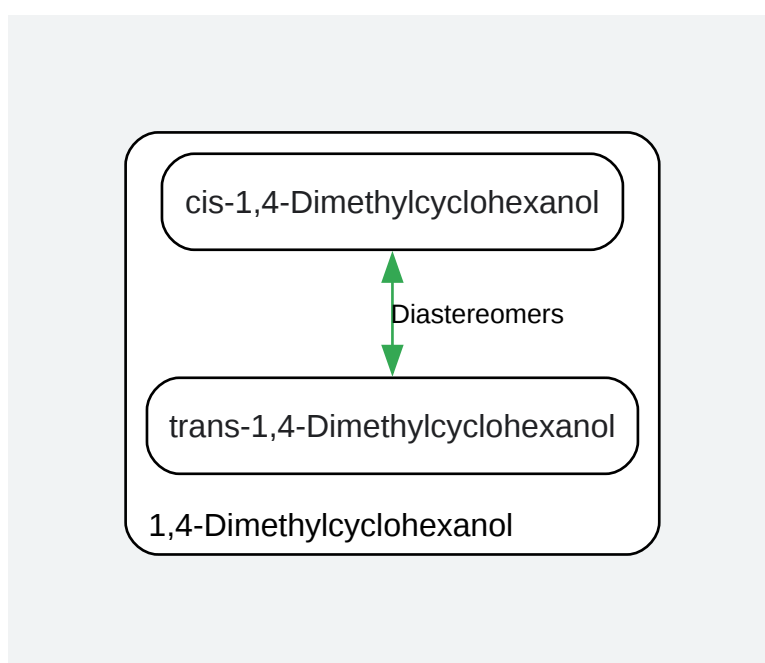 cis-1,4-Dimethylcyclohexanol
Diastereomers
trans-1,4-Dimethylcyclohexanol
1,4-Dimethylcyclohexanol